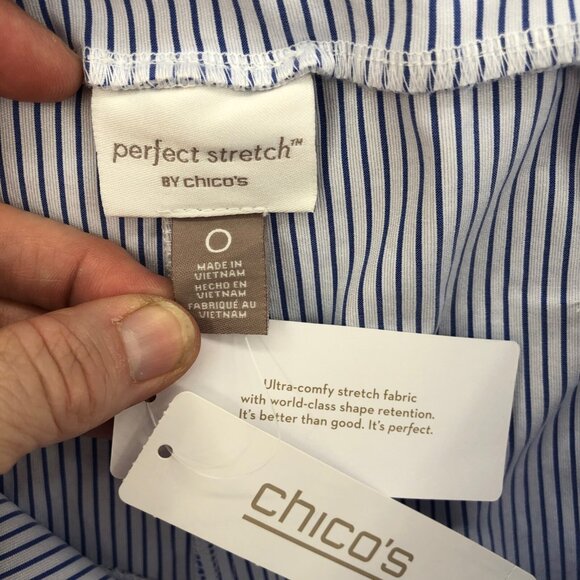 perfect stretch™
BY chico's
0
MADE IN
VIETNAM
HECHO EN
VIETNAM
FABRIQUÉ AU
VIETNAM
Ultra-comfy stretch fabric
with world-class shape retention.
It's better than good. It's perfect.
chico's